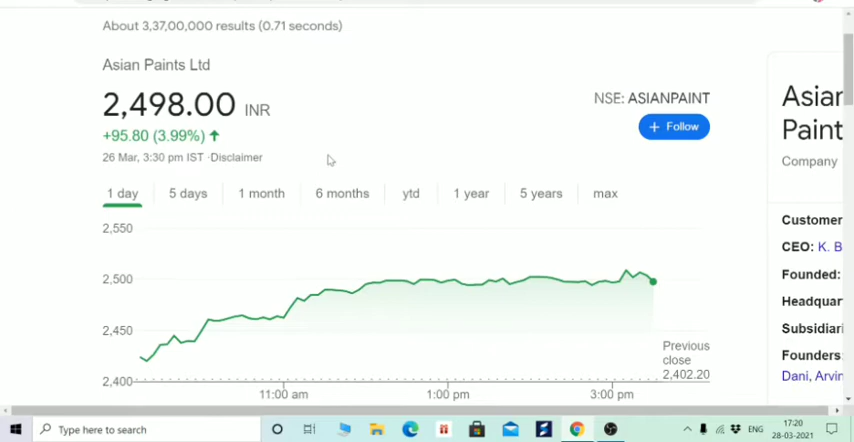 About 3,37,00,000 results (0.71 seconds)
Asian Paints Ltd
2,498.00 INR
+95.80 (3.99%) ↑
26 Mar, 3:30 pm IST ·Disclaimer
NSE: ASIANPAINT
+ Follow
1 day 5 days 1 month 6 months ytd 1 year 5 years max
2,550
2,500
2,450
2,400
Previous
close
2,402.20
11:00 am 1:00 pm 3:00 pm
Asian
Paint
Company
Customer
CEO: K. B
Founded:
Headquar
Subsidiari
Founders:
Dani, Arvin
Type here to search
ENG
17:20
28-03-2021